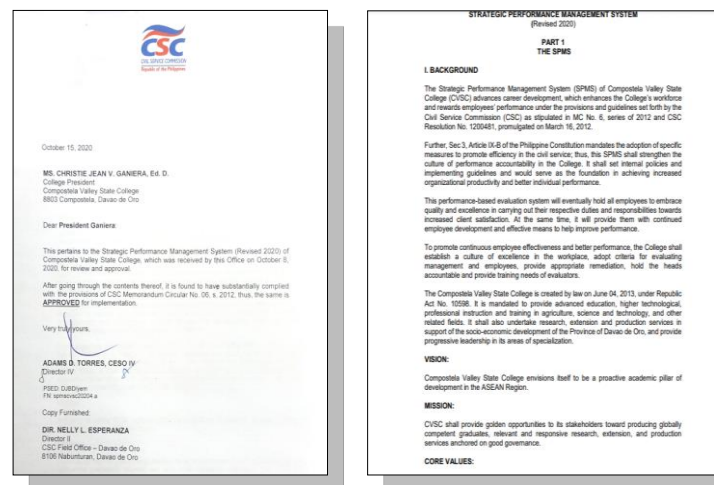 CSC
CIVIL SERVICE COMMISSION
Republic of the Philippines
October 15, 2020
MS. CHRISTIE JEAN V. GANIERA, Ed. D.
College President
Compostela Valley State College
8803 Compostela, Davao de Oro
Dear President Ganiera:
This pertains to the Strategic Performance Management System (Revised 2020) of
Compostela Valley State College, which was received by this Office on October 8,
2020, for review and approval.
After going through the contents thereof, it is found to have substantially complied
with the provisions of CSC Memorandum Circular No. 06, s. 2012; thus, the same is
APPROVED for implementation.
Very truly yours,
ADAMS D. TORRES, CESO IV
Director IV
PSED: DJBD/jem
FN: spmscvsc20204.a
Copy Furnished:
DIR. NELLY L. ESPERANZA
Director II
CSC Field Office – Davao de Oro
8106 Nabunturan, Davao de Oro
STRATEGIC PERFORMANCE MANAGEMENT SYSTEM
(Revised 2020)
PART 1
THE SPMS
I. BACKGROUND
The Strategic Performance Management System (SPMS) of Compostela Valley State
College (CVSC) advances career development, which enhances the College's workforce
and rewards employees' performance under the provisions and guidelines set forth by the
Civil Service Commission (CSC) as stipulated in MC No. 6, series of 2012 and CSC
Resolution No. 1200481, promulgated on March 16, 2012.
Further, Sec 3, Article IX-B of the Philippine Constitution mandates the adoption of specific
measures to promote efficiency in the civil service; thus, this SPMS shall strengthen the
culture of performance accountability in the College. It shall set internal policies and
implementing guidelines and would serve as the foundation in achieving increased
organizational productivity and better individual performance.
This performance-based evaluation system will eventually hold all employees to embrace
quality and excellence in carrying out their respective duties and responsibilities towards
increased client satisfaction. At the same time, it will provide them with continued
employee development and effective means to help improve performance.
To promote continuous employee effectiveness and better performance, the College shall
establish a culture of excellence in the workplace, adopt criteria for evaluating
management and employees, provide appropriate remediation, hold the heads
accountable and provide training needs of evaluators.
The Compostela Valley State College is created by law on June 04, 2013, under Republic
Act No. 10598. It is mandated to provide advanced education, higher technological,
professional instruction and training in agriculture, science and technology, and other
related fields. It shall also undertake research, extension and production services in
support of the socio-economic development of the Province of Davao de Oro, and provide
progressive leadership in its areas of specialization.
VISION:
Compostela Valley State College envisions itself to be a proactive academic pillar of
development in the ASEAN Region.
MISSION:
CVSC shall provide golden opportunities to its stakeholders toward producing globally
competent graduates, relevant and responsive research, extension, and production
services anchored on good governance.
CORE VALUES: